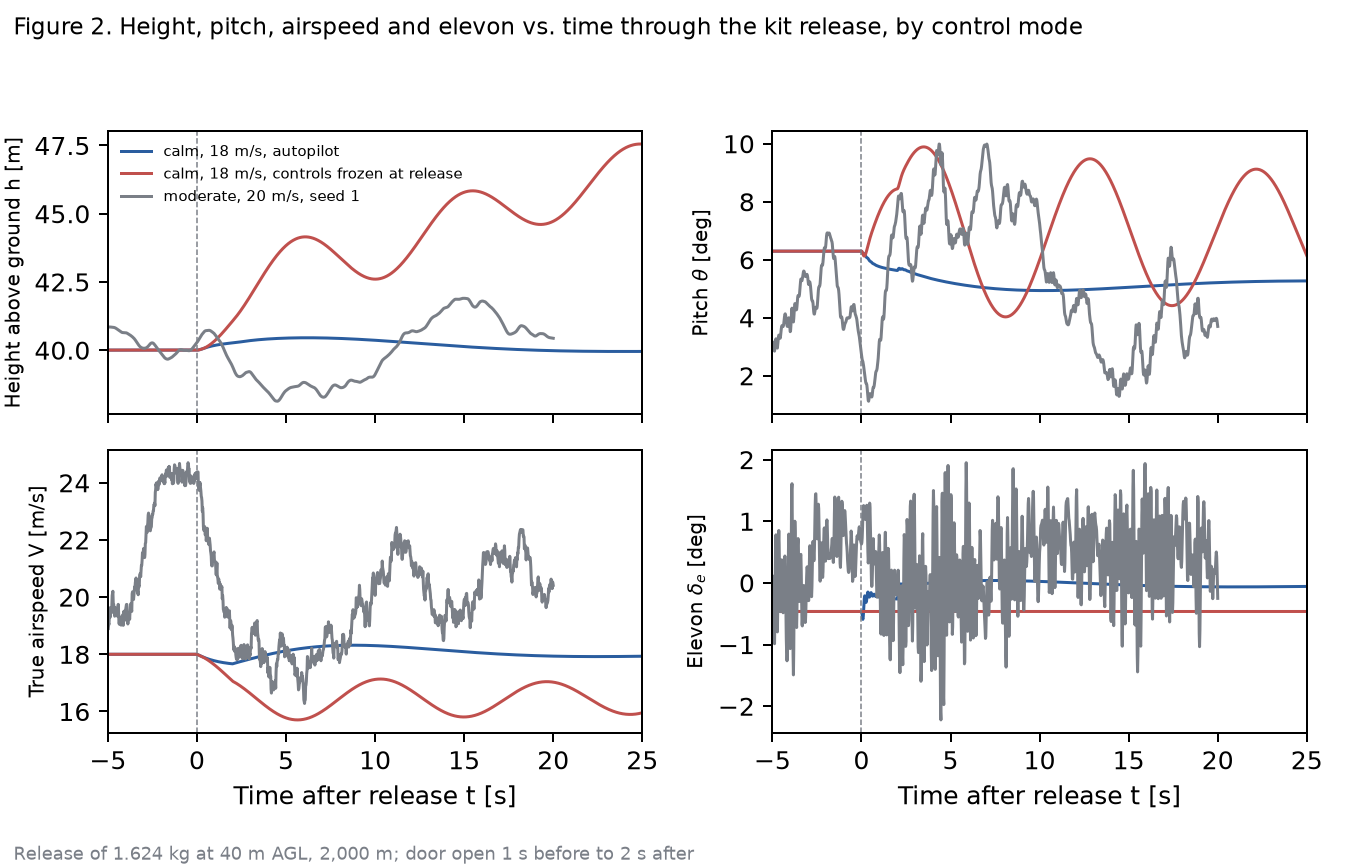 Figure 2. Height, pitch, airspeed and elevon vs. time through the kit release, by control mode
Height above ground h [m]
47.5
45.0
42.5
40.0
calm, 18 m/s, autopilot
calm, 18 m/s, controls frozen at release
moderate, 20 m/s, seed 1
Pitch θ [deg]
10
8
6
4
2
True airspeed V [m/s]
24
22
20
18
16
−5 0 5 10 15 20 25
Time after release t [s]
Elevon δe [deg]
2
1
0
−1
−2
−5 0 5 10 15 20 25
Time after release t [s]
Release of 1.624 kg at 40 m AGL, 2,000 m; door open 1 s before to 2 s after